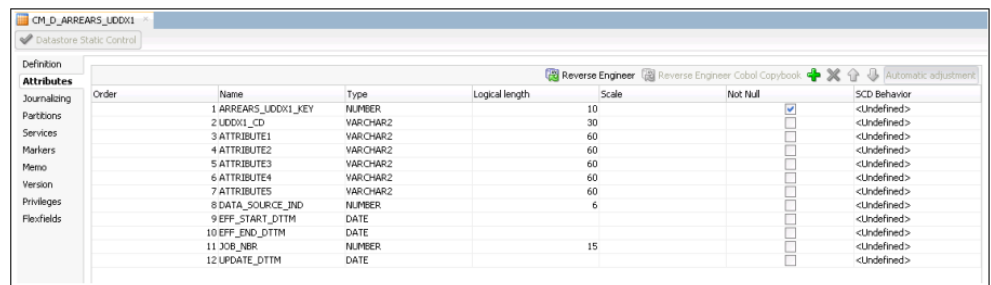 CM_D_ARREARS_UDDX1
Datastore Static Control
Definition
Attributes
Journalizing
Partitions
Services
Markers
Memo
Version
Privileges
Flexfields
Reverse Engineer Reverse Engineer Cobol Copybook Automatic adjustment
Order Name Type Logical length Scale Not Null SCD Behavior
1 ARREARS_UDDX1_KEY NUMBER 10 <Undefined>
2 UDDX1_CD VARCHAR2 30 <Undefined>
3 ATTRIBUTE1 VARCHAR2 60 <Undefined>
4 ATTRIBUTE2 VARCHAR2 60 <Undefined>
5 ATTRIBUTE3 VARCHAR2 60 <Undefined>
6 ATTRIBUTE4 VARCHAR2 60 <Undefined>
7 ATTRIBUTE5 VARCHAR2 60 <Undefined>
8 DATA_SOURCE_IND NUMBER 6 <Undefined>
9 EFF_START_DTTM DATE <Undefined>
10 EFF_END_DTTM DATE <Undefined>
11 JOB_NBR NUMBER 15 <Undefined>
12 UPDATE_DTTM DATE <Undefined>